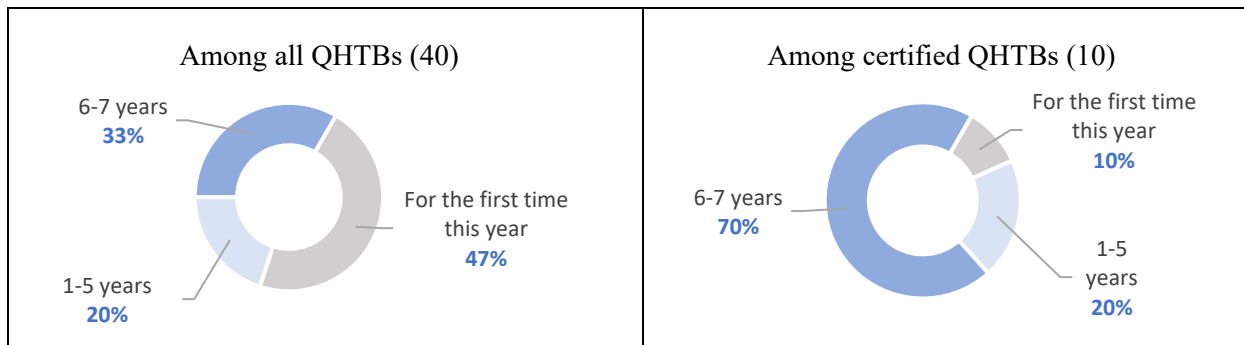 Among all QHTBs (40)
6-7 years
33%
For the first time
this year
47%
1-5 years
20%
Among certified QHTBs (10)
For the first time
this year
10%
6-7 years
70%
1-5
years
20%